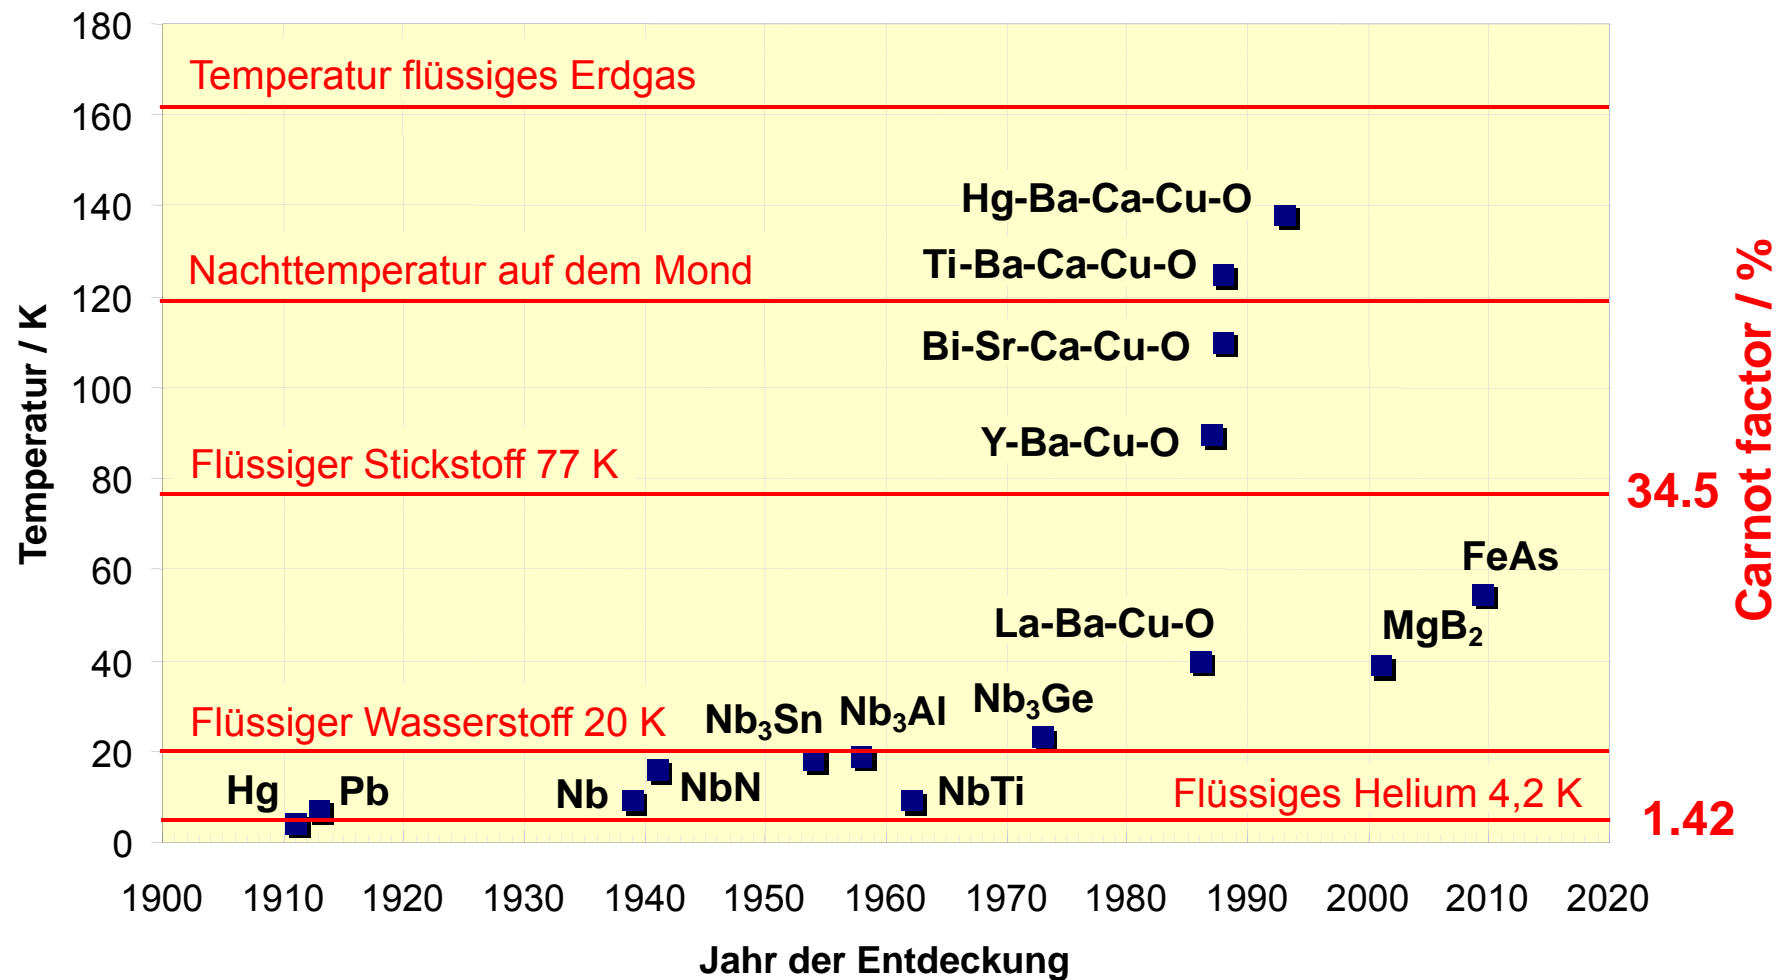 180
Temperatur flüssiges Erdgas
160
140
Hg-Ba-Ca-Cu-O
Ti-Ba-Ca-Cu-O
Nachttemperatur auf dem Mond
120
Bi-Sr-Ca-Cu-O
100
Y-Ba-Cu-O
Flüssiger Stickstoff 77 K
80
34.5
60
FeAs
La-Ba-Cu-O
MgB₂
40
Nb₃Ge
Nb₃Al
Nb₃Sn
Flüssiger Wasserstoff 20 K
20
Hg
Pb
Nb
NbN
NbTi
Flüssiges Helium 4,2 K
1.42
0
1900 1910 1920 1930 1940 1950 1960 1970 1980 1990 2000 2010 2020
Jahr der Entdeckung
Temperatur / K
Carnot factor / %